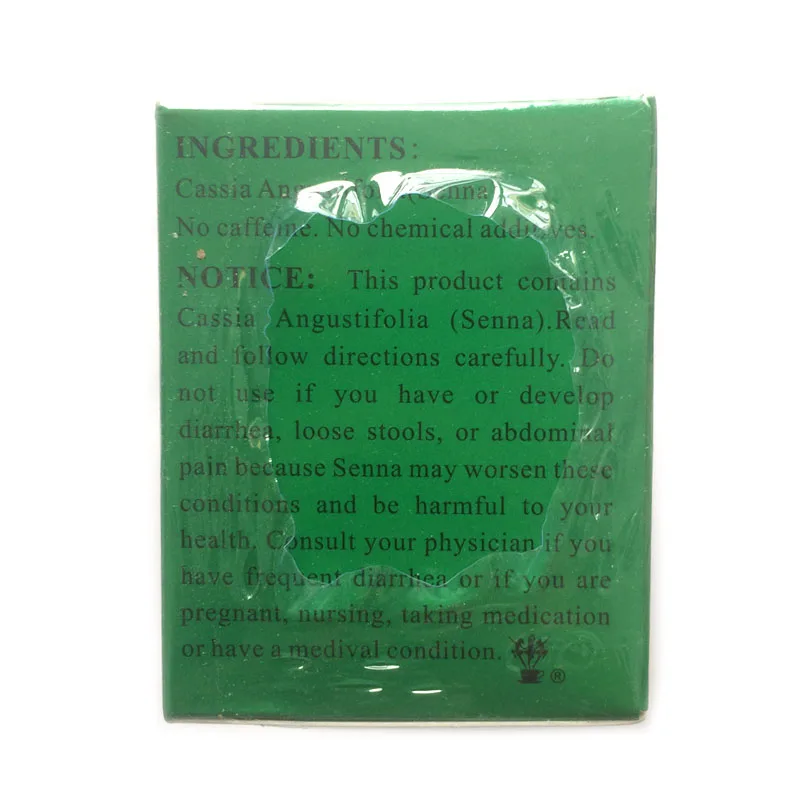 INGREDIENTS:
Cassia Angustifolia (Senna
No caffeine. No chemical additives.
NOTICE: This product contains
Cassia Angustifolia (Senna).Read
and follow directions carefully. Do
not use if you have or develop
diarrhea, loose stools, or abdominal
pain because Senna may worsen these
conditions and be harmful to your
health. Consult your physician if you
have frequent diarrhea or if you are
pregnant, nursing, taking medication
or have a medival condition. ®